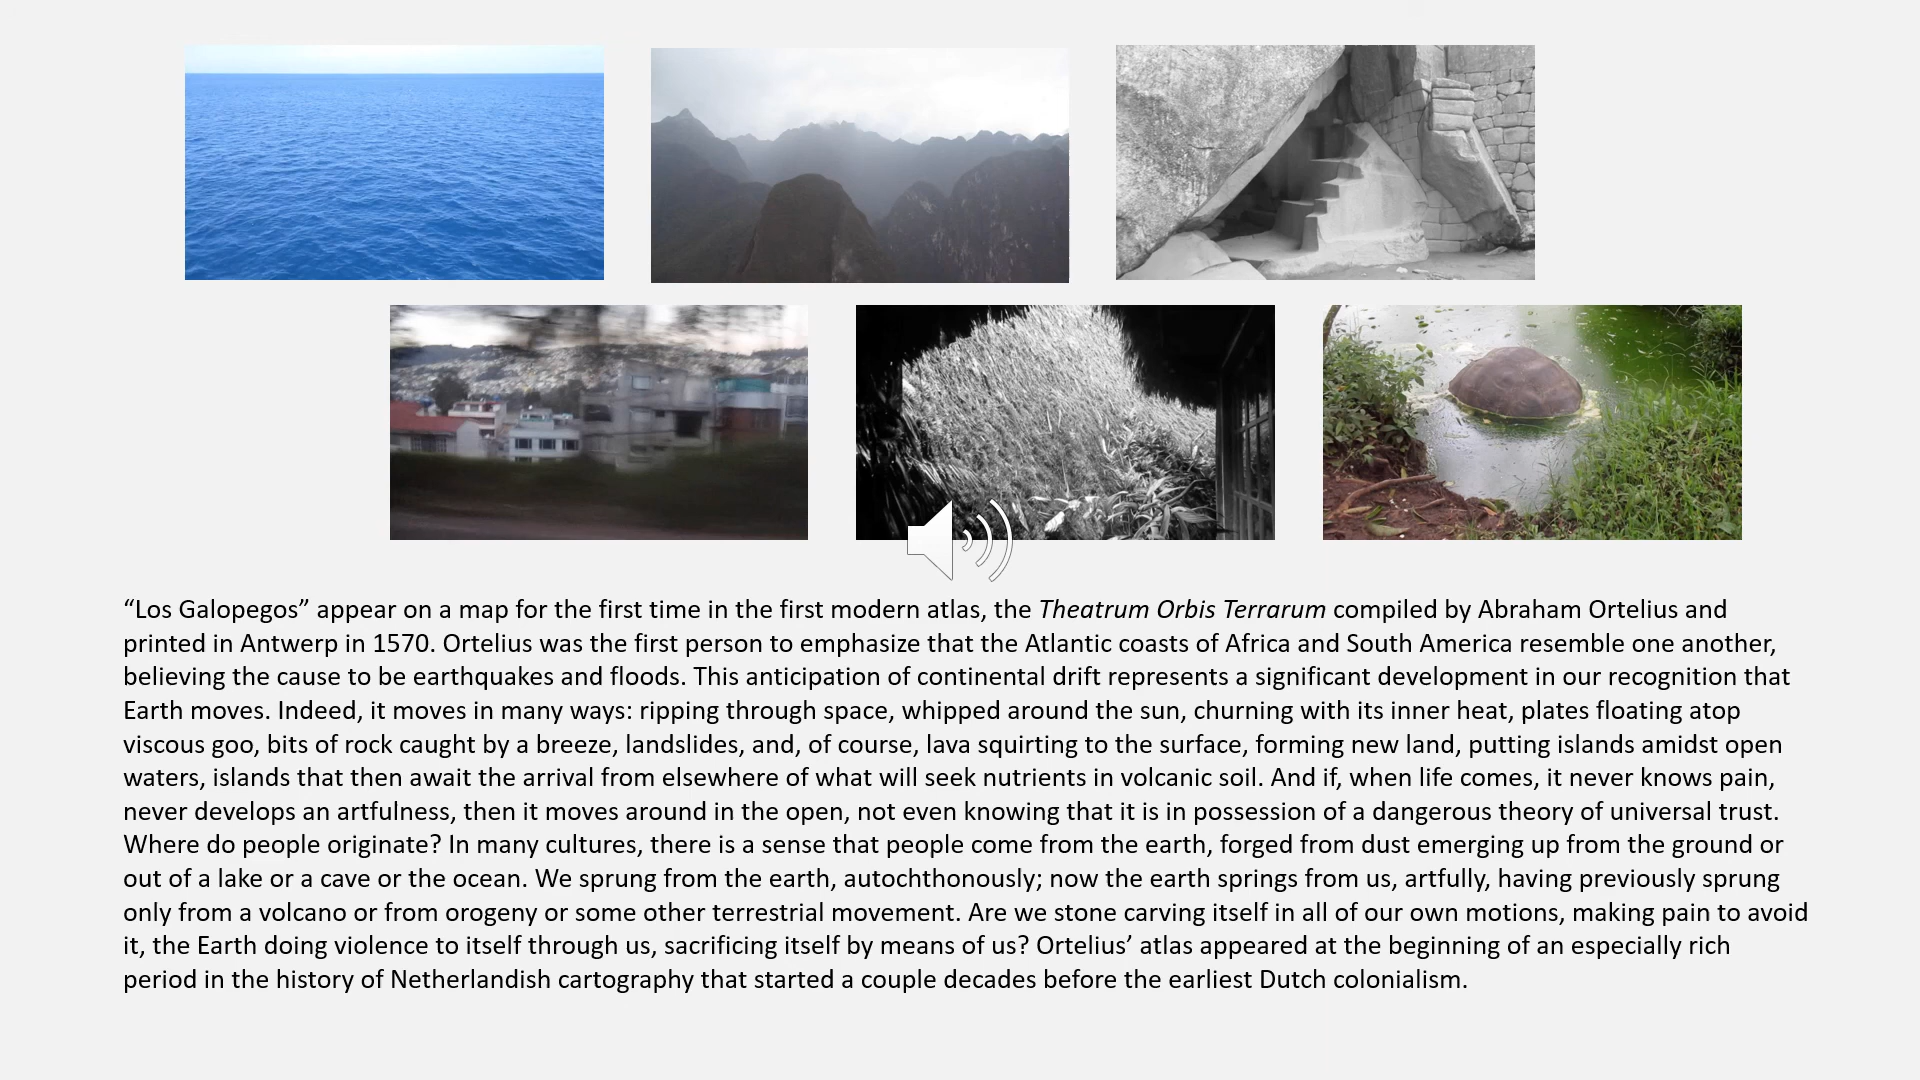 “Los Galopegos” appear on a map for the first time in the first modern atlas, the Theatrum Orbis Terrarum compiled by Abraham Ortelius and
printed in Antwerp in 1570. Ortelius was the first person to emphasize that the Atlantic coasts of Africa and South America resemble one another,
believing the cause to be earthquakes and floods. This anticipation of continental drift represents a significant development in our recognition that
Earth moves. Indeed, it moves in many ways: ripping through space, whipped around the sun, churning with its inner heat, plates floating atop
viscous goo, bits of rock caught by a breeze, landslides, and, of course, lava squirting to the surface, forming new land, putting islands amidst open
waters, islands that then await the arrival from elsewhere of what will seek nutrients in volcanic soil. And if, when life comes, it never knows pain,
never develops an artfulness, then it moves around in the open, not even knowing that it is in possession of a dangerous theory of universal trust.
Where do people originate? In many cultures, there is a sense that people come from the earth, forged from dust emerging up from the ground or
out of a lake or a cave or the ocean. We sprung from the earth, autochthonously; now the earth springs from us, artfully, having previously sprung
only from a volcano or from orogeny or some other terrestrial movement. Are we stone carving itself in all of our own motions, making pain to avoid
it, the Earth doing violence to itself through us, sacrificing itself by means of us? Ortelius’ atlas appeared at the beginning of an especially rich
period in the history of Netherlandish cartography that started a couple decades before the earliest Dutch colonialism.